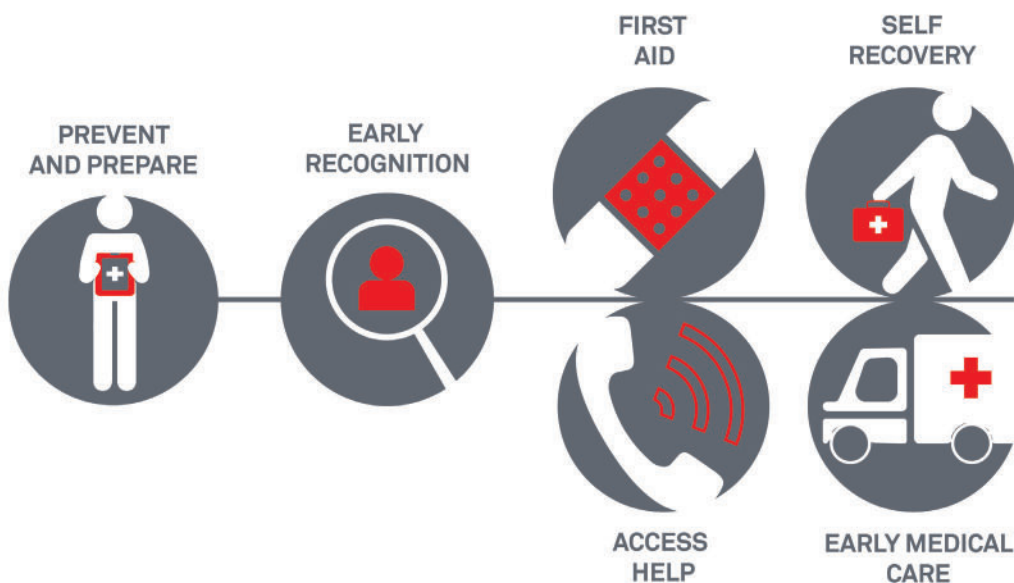 PREVENT
AND PREPARE
EARLY
RECOGNITION
FIRST
AID
SELF
RECOVERY
ACCESS
HELP
EARLY MEDICAL
CARE